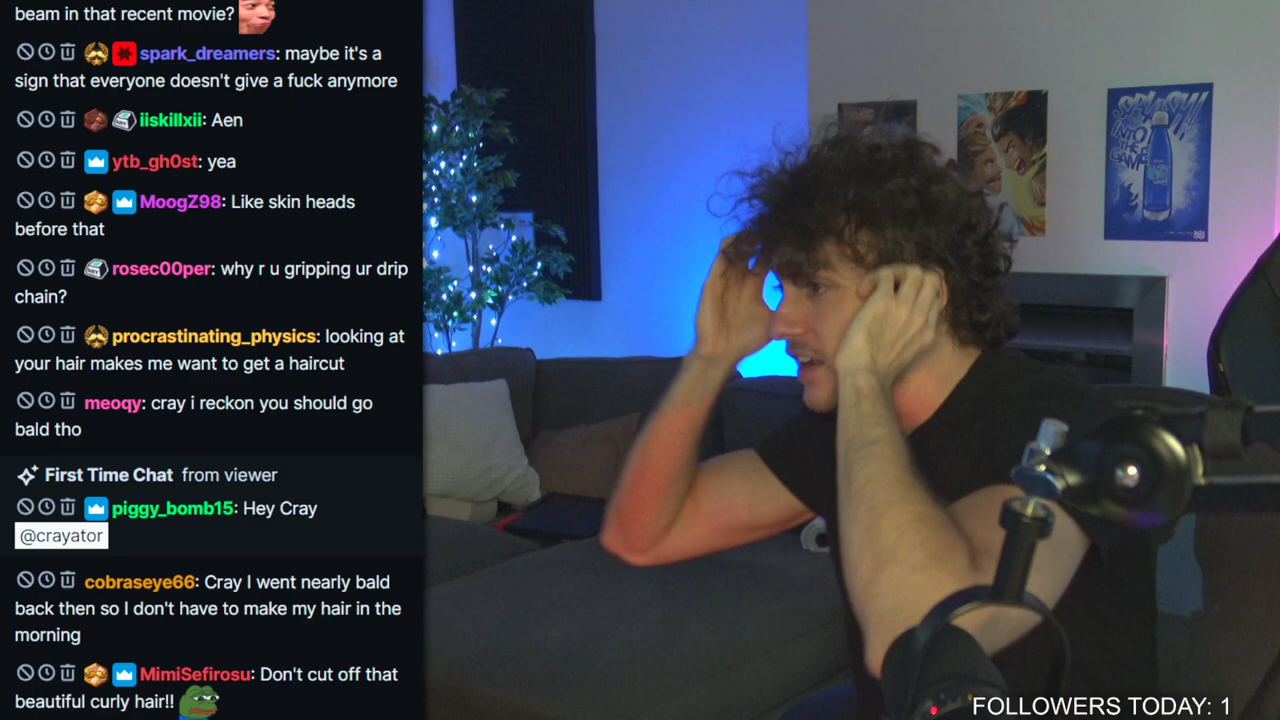 beam in that recent movie?
spark_dreamers: maybe it's a
sign that everyone doesn't give a fuck anymore
iiskillxii: Aen
ytb_gh0st: yea
MoogZ98: Like skin heads
before that
rosec00per: why r u gripping ur drip
chain?
procrastinating_physics: looking at
your hair makes me want to get a haircut
meoqy: cray i reckon you should go
bald tho
First Time Chat from viewer
piggy_bomb15: Hey Cray
@crayator
cobraseye66: Cray I went nearly bald
back then so I don't have to make my hair in the
morning
MimiSefirosu: Don't cut off that
beautiful curly hair!!
SPLASH!
INTO
THE
GAME
FOLLOWERS TODAY: 1